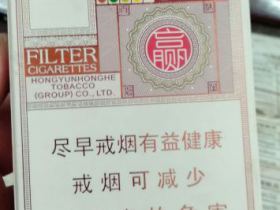 赢
FILTER
CIGARETTES
HONGYUNHONGHE
TOBACCO
(GROUP) CO., LTD.
尽早戒烟有益健康
戒烟可减少